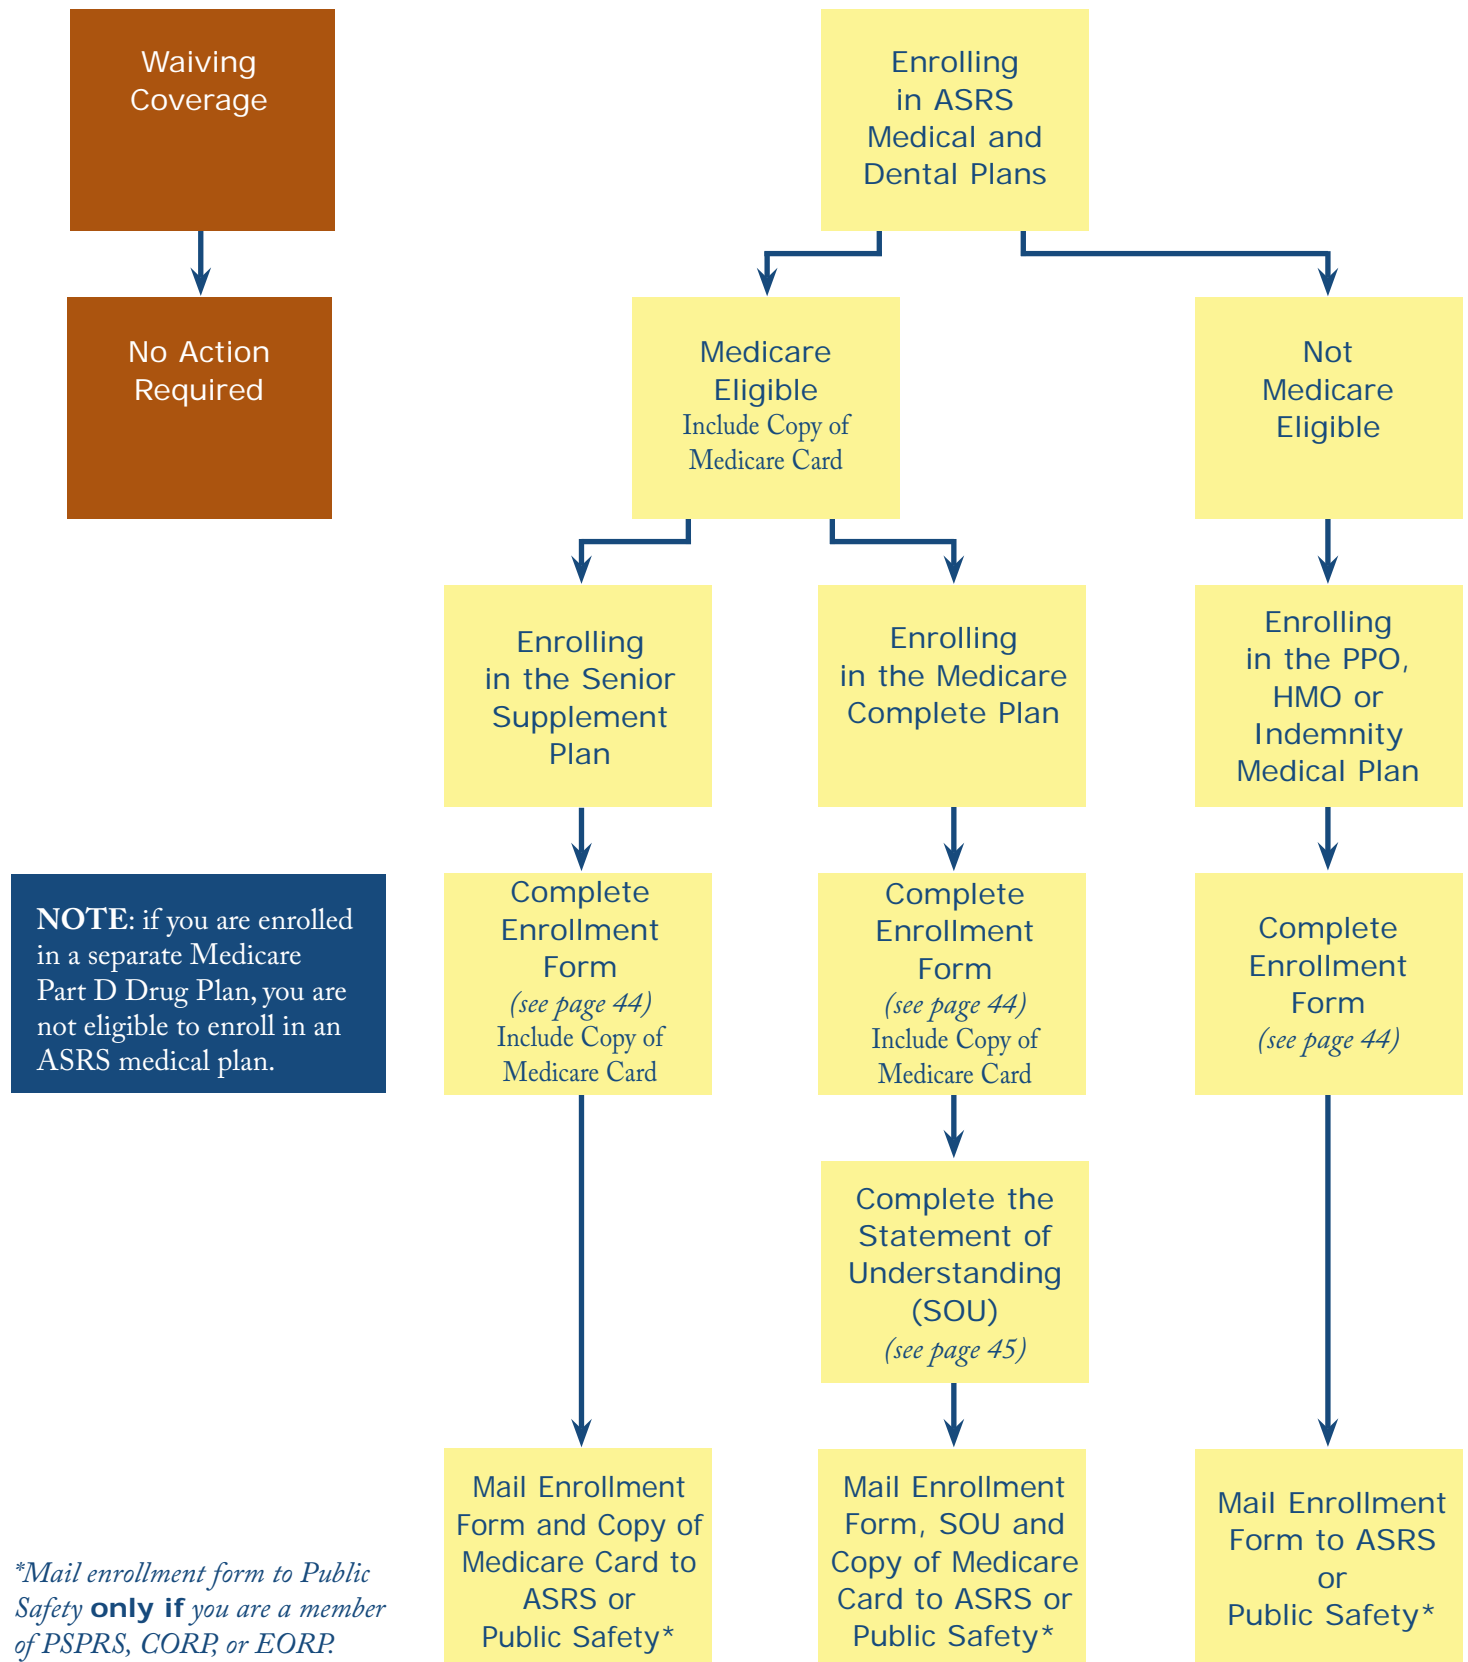 Waiving
Coverage
Enrolling
in ASRS
Medical and
Dental Plans
No Action
Required
Medicare
Eligible
Include Copy of
Medicare Card
Not
Medicare
Eligible
Enrolling
in the Senior
Supplement
Plan
Enrolling
in the Medicare
Complete Plan
Enrolling
in the PPO,
HMO or
Indemnity
Medical Plan
NOTE: if you are enrolled
in a separate Medicare
Part D Drug Plan, you are
not eligible to enroll in an
ASRS medical plan.
Complete
Enrollment
Form
(see page 44)
Include Copy of
Medicare Card
Complete
Enrollment
Form
(see page 44)
Include Copy of
Medicare Card
Complete
Enrollment
Form
(see page 44)
Complete the
Statement of
Understanding
(SOU)
(see page 45)
Mail Enrollment
Form and Copy of
Medicare Card to
ASRS or
Public Safety*
Mail Enrollment
Form, SOU and
Copy of Medicare
Card to ASRS or
Public Safety*
Mail Enrollment
Form to ASRS
or
Public Safety*
*Mail enrollment form to Public
Safety only if you are a member
of PSPRS, CORP, or EORP.